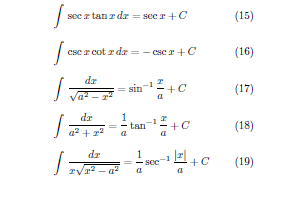 ∫ sec x tan x dx = sec x + C (15)
∫ csc x cot x dx = − csc x + C (16)
∫ dx/√(a² − x²) = sin⁻¹ x/a + C (17)
∫ dx/(a² + x²) = 1/a tan⁻¹ x/a + C (18)
∫ dx/(x√(x² − a²)) = 1/a sec⁻¹ |x|/a + C (19)